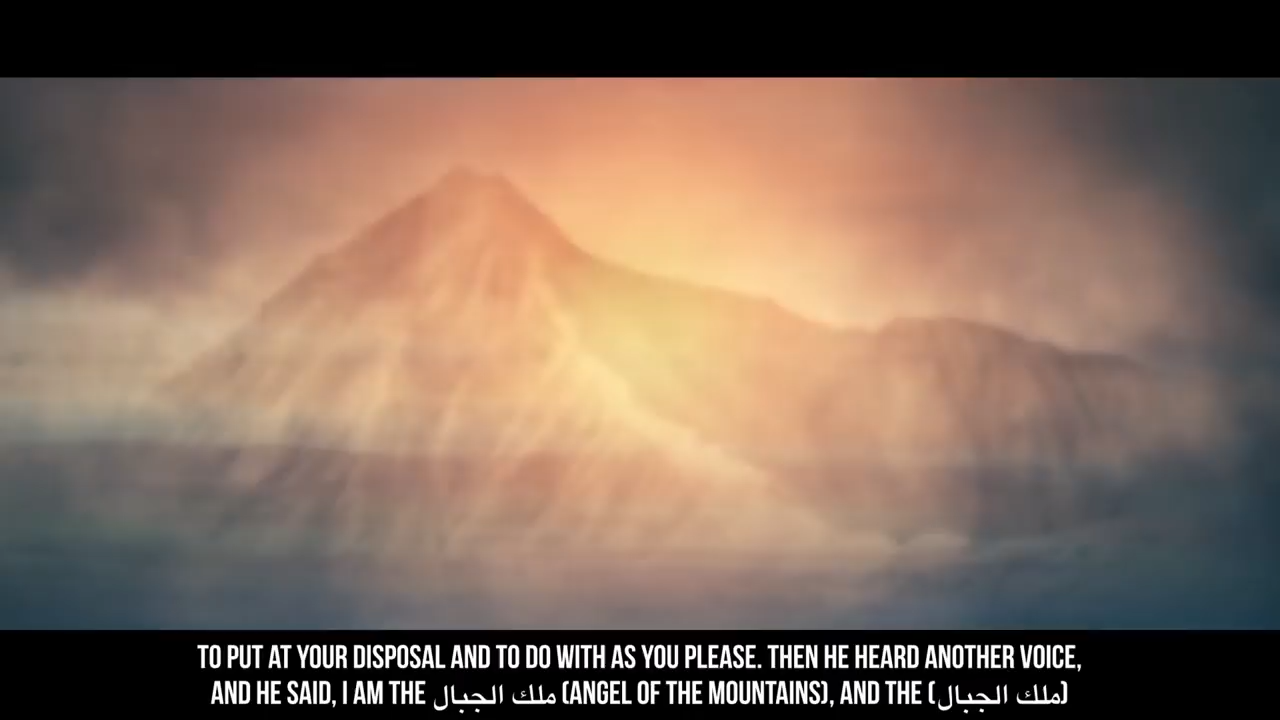 TO PUT AT YOUR DISPOSAL AND TO DO WITH AS YOU PLEASE. THEN HE HEARD ANOTHER VOICE,
AND HE SAID, I AM THE ملك الجبال (ANGEL OF THE MOUNTAINS), AND THE (ملك الجبال)